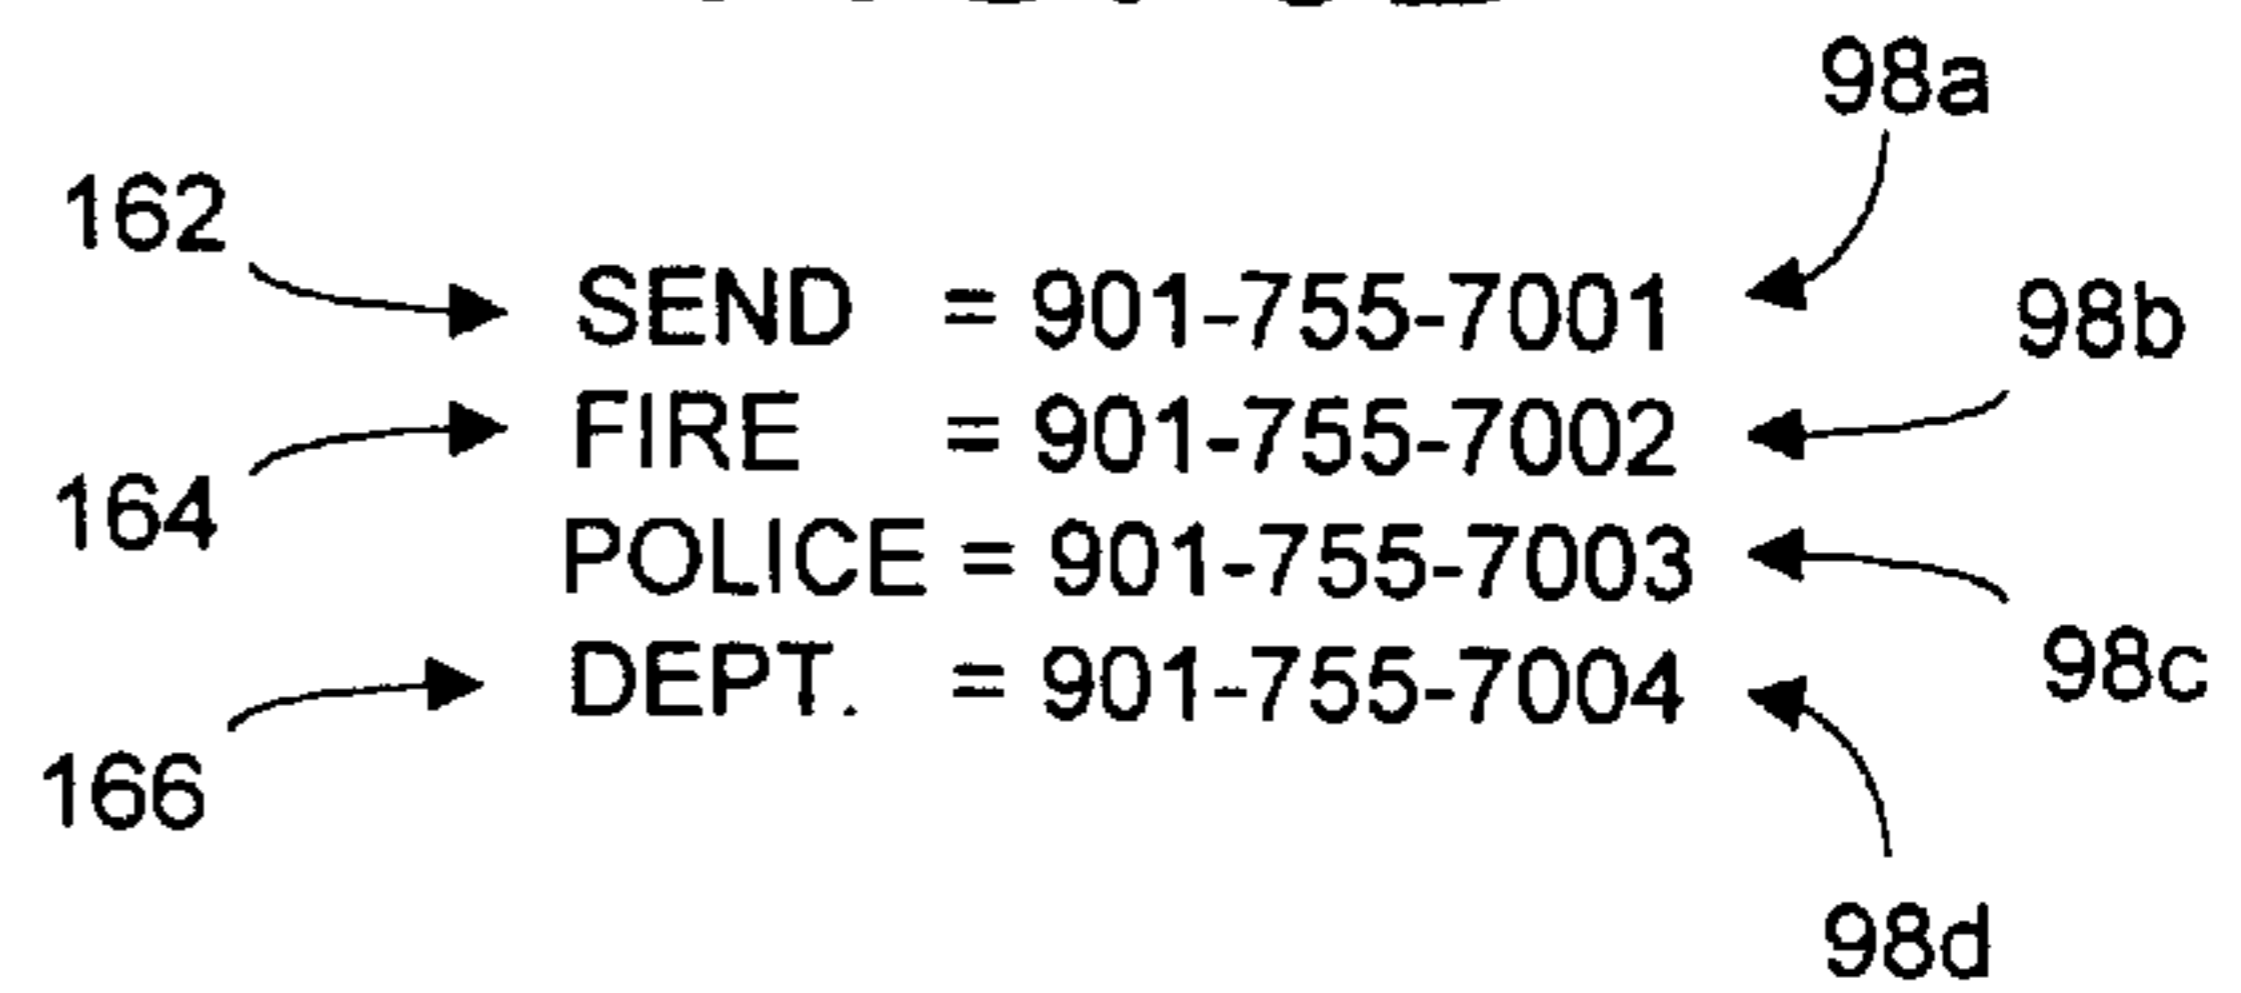 98a
162
SEND = 901-755-7001
98b
FIRE = 901-755-7002
164
POLICE = 901-755-7003
98c
DEPT. = 901-755-7004
166
98d